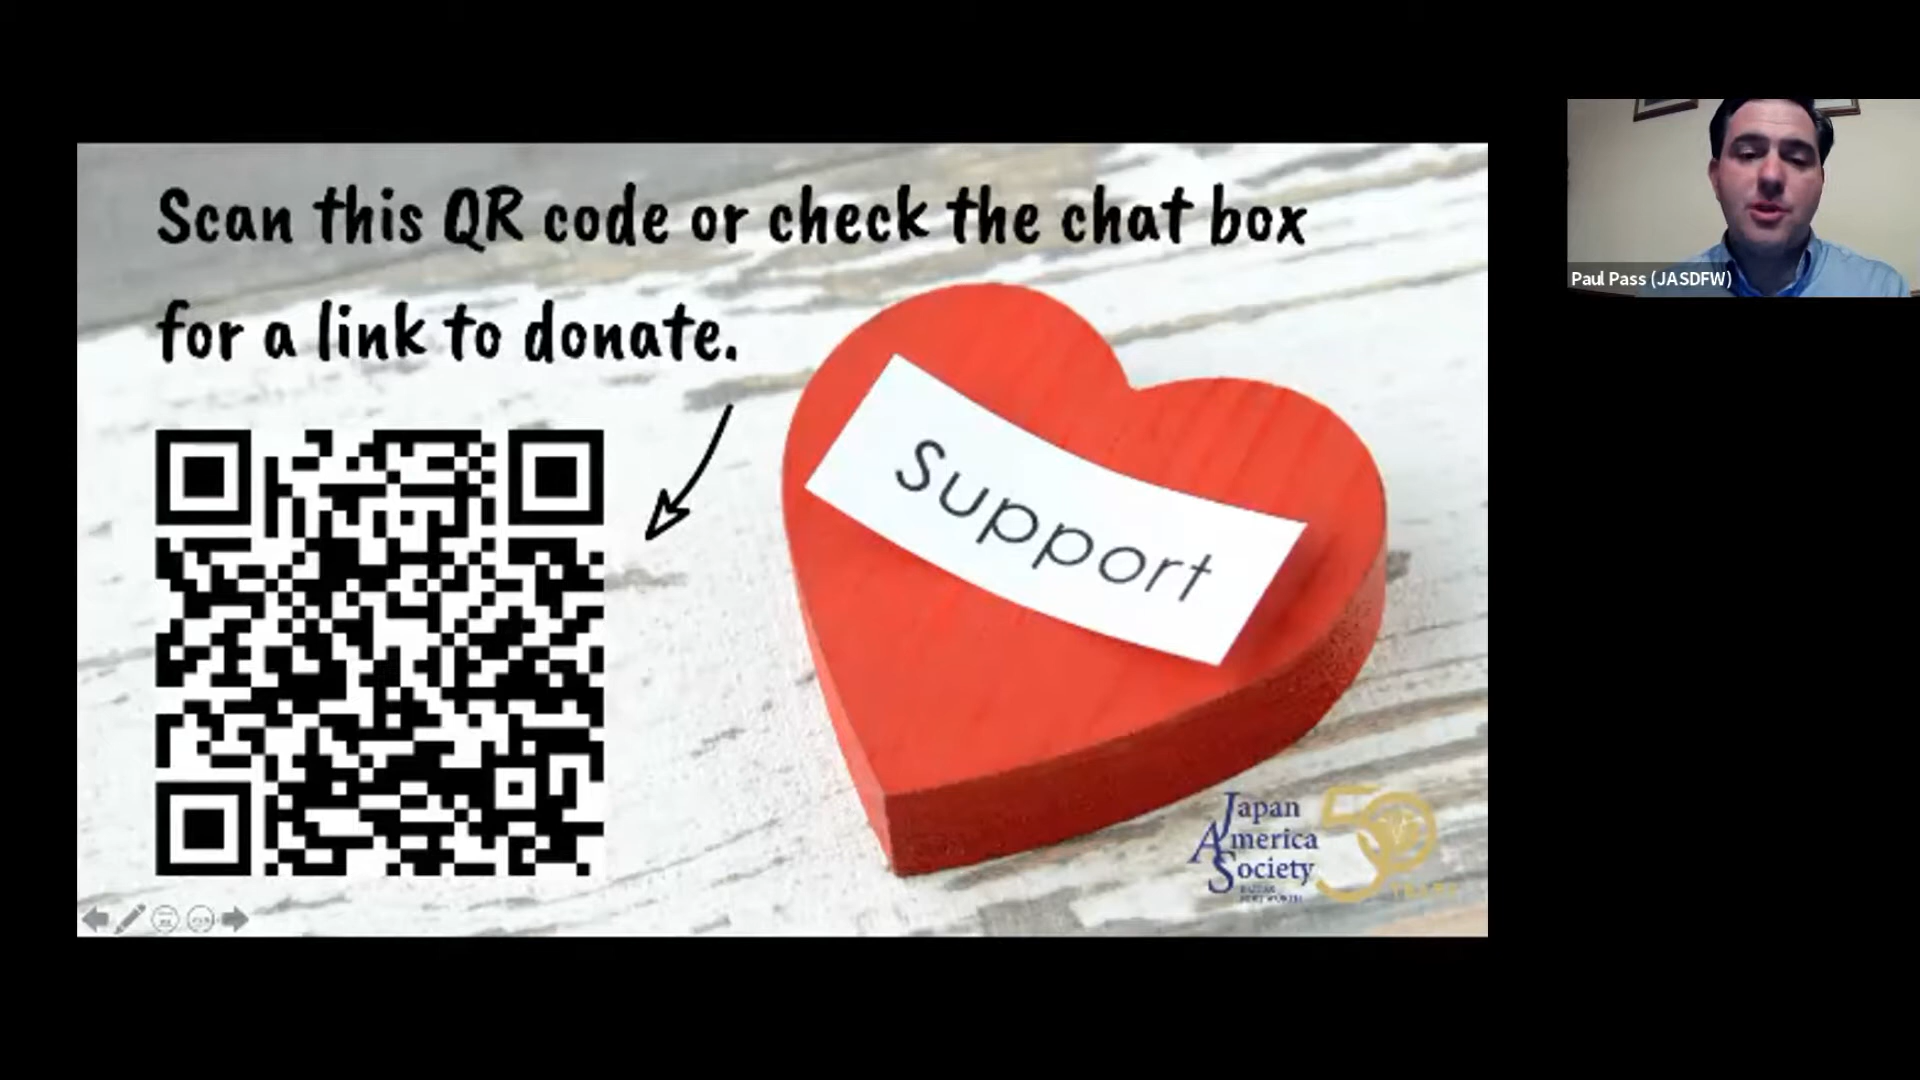 Scan this QR code or check the chat box
for a link to donate.
Support
Japan
America
Society
50
Paul Pass (JASDFW)